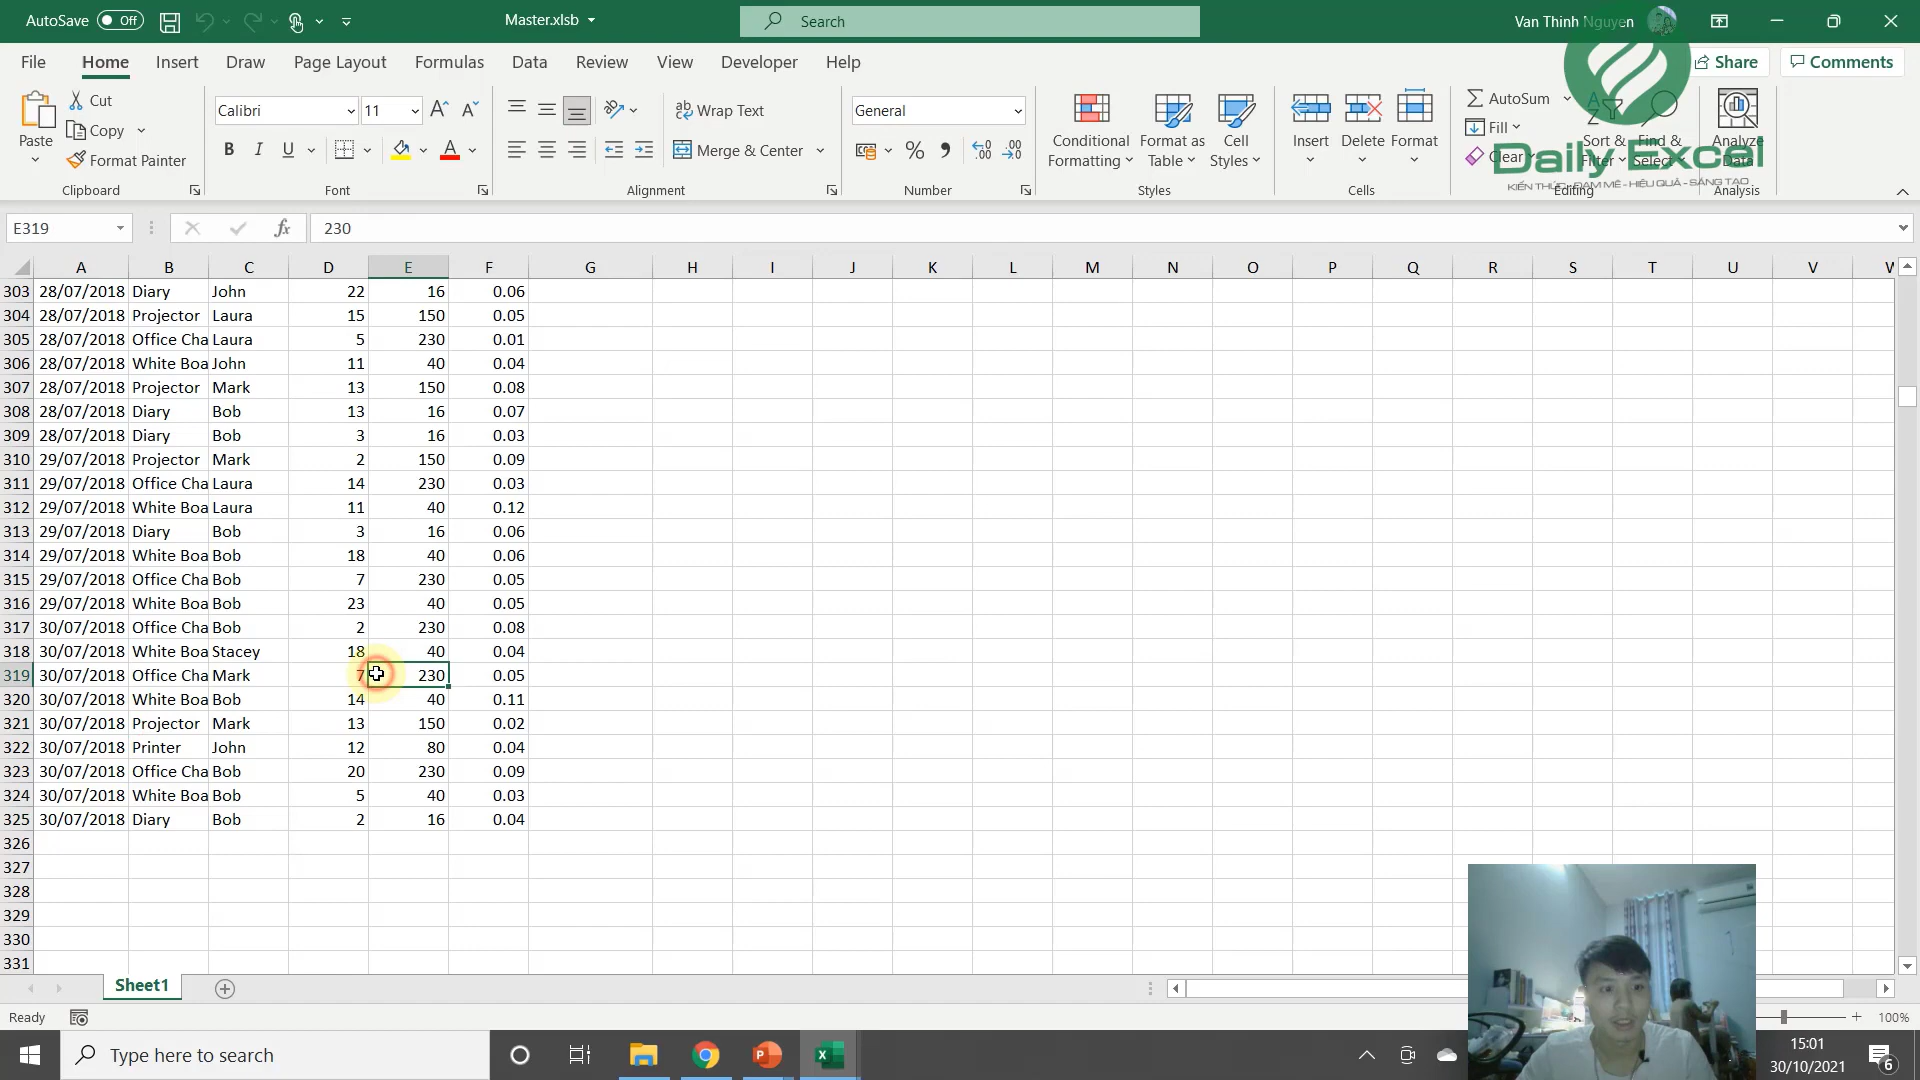 AutoSave Off Master.xlsb Search Van Thinh Nguyen
File Home Insert Draw Page Layout Formulas Data Review View Developer Help Share Comments
Paste Cut Copy Format Painter Clipboard
Calibri 11 B I U Font
Wrap Text Merge & Center Alignment
General % Number
Conditional Formatting Format as Table Cell Styles Styles
Insert Delete Format Cells
AutoSum Fill Clear Sort & Filter Find & Select Editing
Analyze Data Analysis
Daily Excel
KIẾN THỨC - ĐAM MÊ - HIỆU QUẢ - SÁNG TẠO
E319 fx 230
A B C D E F G H I J K L M N O P Q R S T U V W
303 28/07/2018 Diary John 22 16 0.06
304 28/07/2018 Projector Laura 15 150 0.05
305 28/07/2018 Office Cha Laura 5 230 0.01
306 28/07/2018 White Boa John 11 40 0.04
307 28/07/2018 Projector Mark 13 150 0.08
308 28/07/2018 Diary Bob 13 16 0.07
309 28/07/2018 Diary Bob 3 16 0.03
310 29/07/2018 Projector Mark 2 150 0.09
311 29/07/2018 Office Cha Laura 14 230 0.03
312 29/07/2018 White Boa Laura 11 40 0.12
313 29/07/2018 Diary Bob 3 16 0.06
314 29/07/2018 White Boa Bob 18 40 0.06
315 29/07/2018 Office Cha Bob 7 230 0.05
316 29/07/2018 White Boa Bob 23 40 0.05
317 30/07/2018 Office Cha Bob 2 230 0.08
318 30/07/2018 White Boa Stacey 18 40 0.04
319 30/07/2018 Office Cha Mark 7 230 0.05
320 30/07/2018 White Boa Bob 14 40 0.11
321 30/07/2018 Projector Mark 13 150 0.02
322 30/07/2018 Printer John 12 80 0.04
323 30/07/2018 Office Cha Bob 20 230 0.09
324 30/07/2018 White Boa Bob 5 40 0.03
325 30/07/2018 Diary Bob 2 16 0.04
326
327
328
329
330
331
Sheet1
Ready 100%
Type here to search 15:01
30/10/2021 6